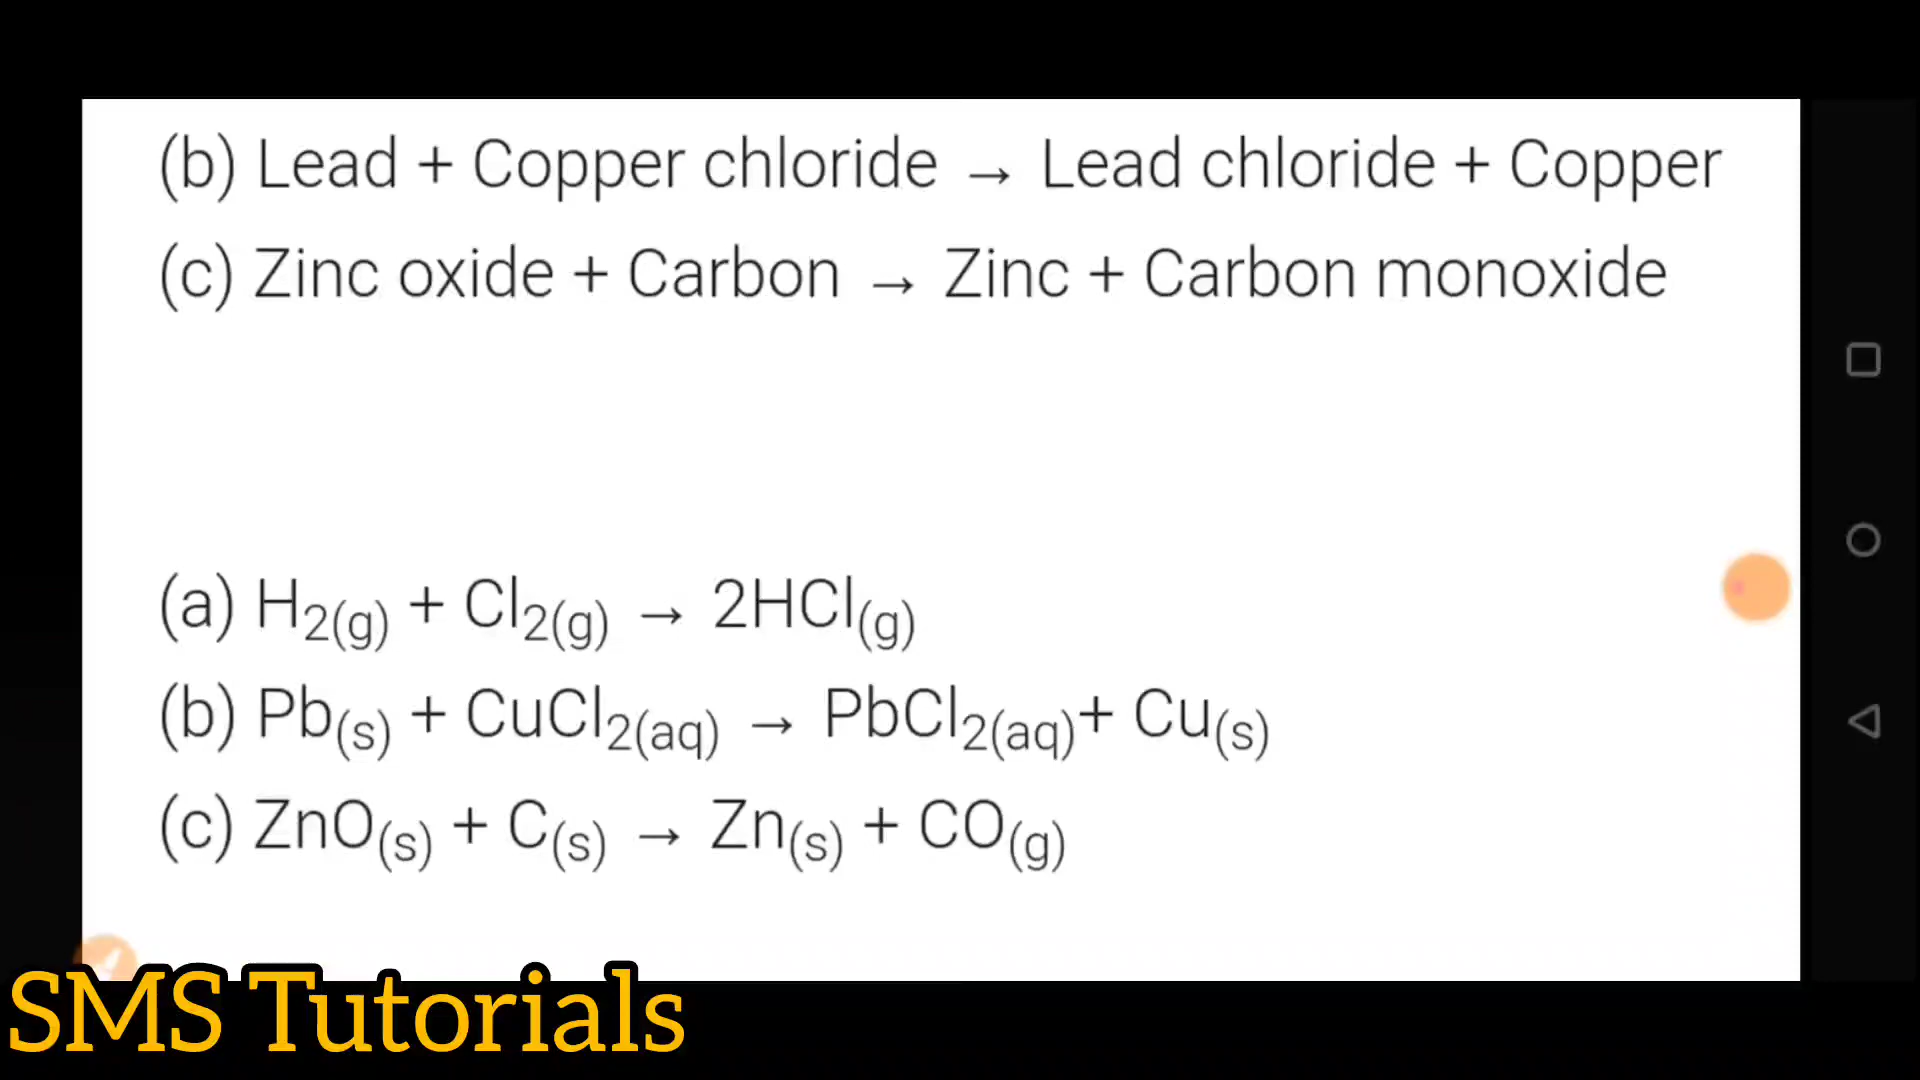 (b) Lead + Copper chloride → Lead chloride + Copper
(c) Zinc oxide + Carbon → Zinc + Carbon monoxide
(a) H₂(g) + Cl₂(g) → 2HCl(g)
(b) Pb(s) + CuCl₂(aq) → PbCl₂(aq)+ Cu(s)
(c) ZnO(s) + C(s) → Zn(s) + CO(g)
SMS Tutorials